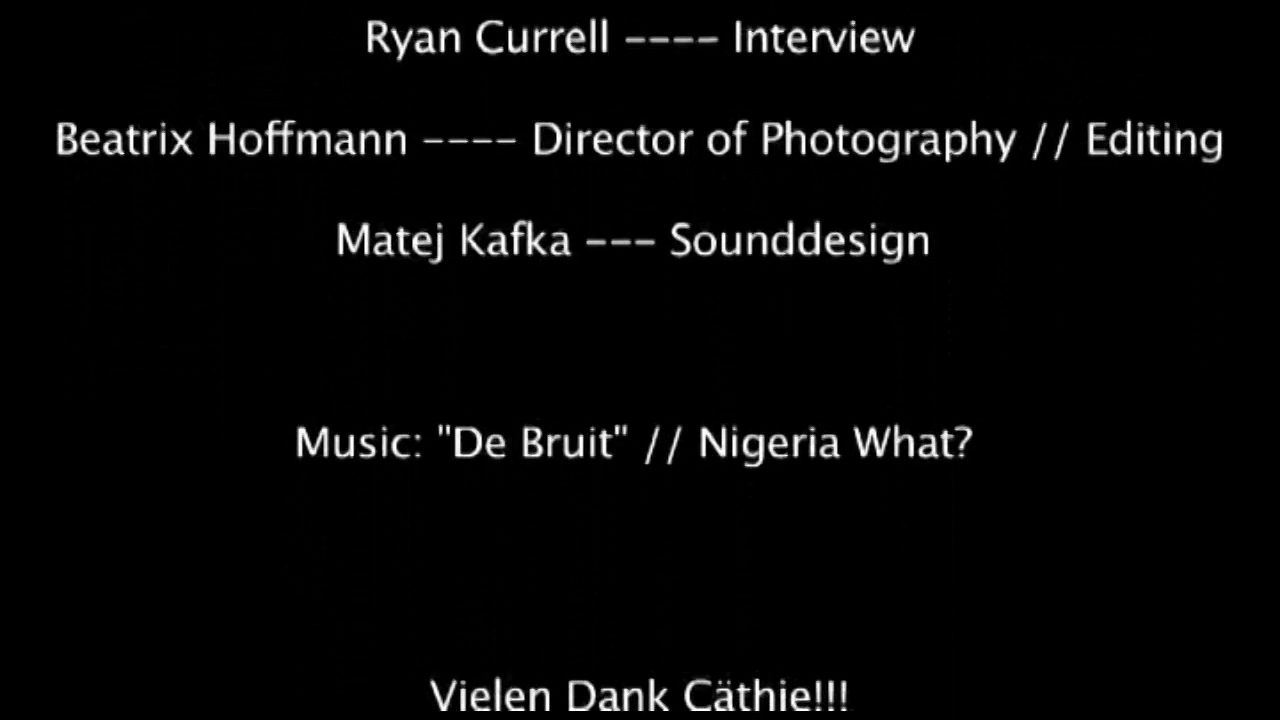 Ryan Currell ---- Interview
Beatrix Hoffmann ---- Director of Photography // Editing
Matej Kafka --- Sounddesign
Music: "De Bruit" // Nigeria What?
Vielen Dank Cäthie!!!